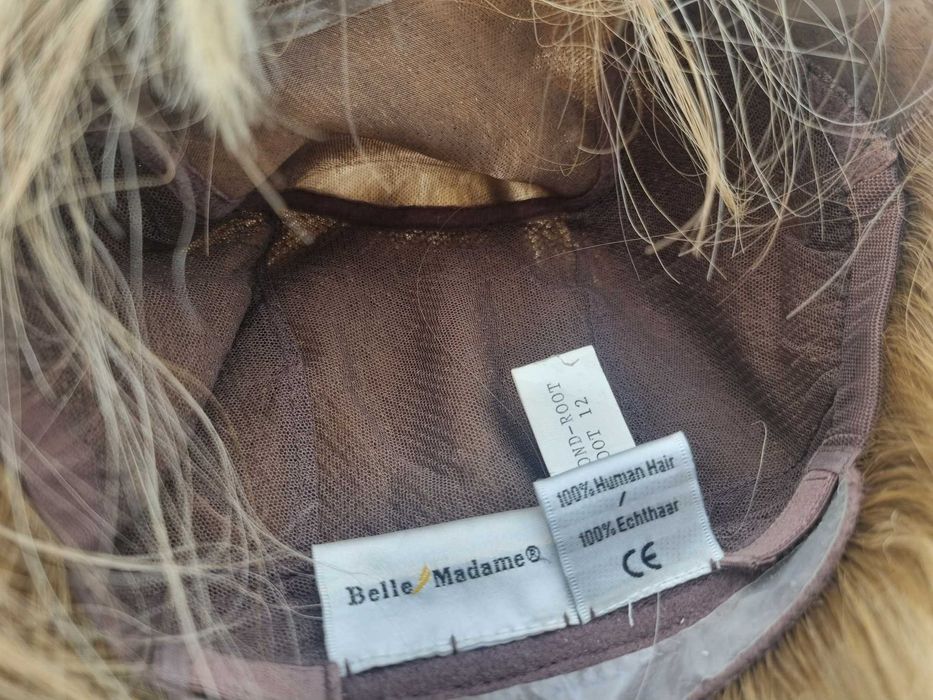 OND-ROOT
OOT 12
100% Human Hair
/
100% Echthaar
CE
Belle Madame®